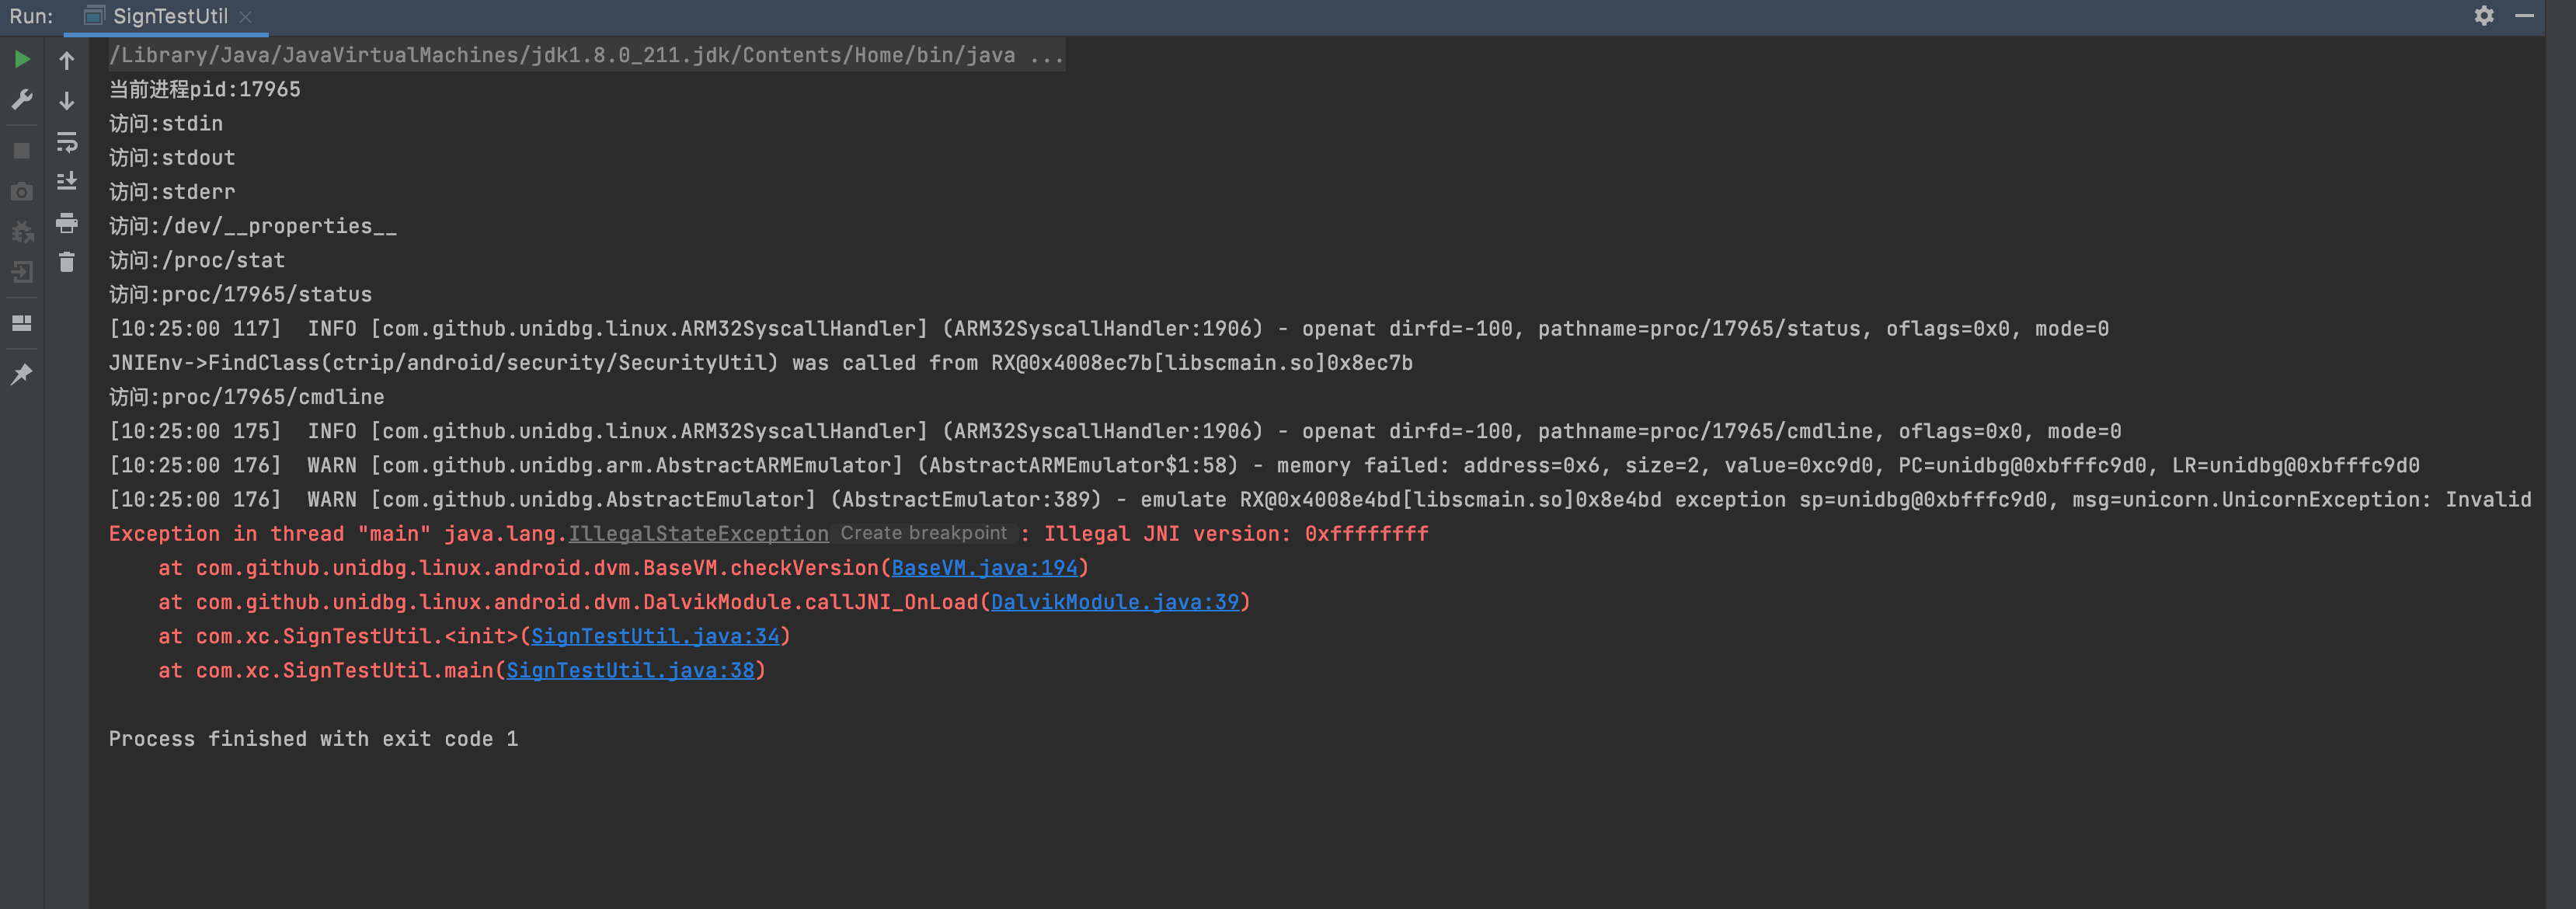 Run: SignTestUtil
/Library/Java/JavaVirtualMachines/jdk1.8.0_211.jdk/Contents/Home/bin/java ...
当前进程pid:17965
访问:stdin
访问:stdout
访问:stderr
访问:/dev/__properties__
访问:/proc/stat
访问:proc/17965/status
[10:25:00 117]  INFO [com.github.unidbg.linux.ARM32SyscallHandler] (ARM32SyscallHandler:1906) - openat dirfd=-100, pathname=proc/17965/status, oflags=0x0, mode=0
JNIEnv->FindClass(ctrip/android/security/SecurityUtil) was called from RX@0x4008ec7b[libscmain.so]0x8ec7b
访问:proc/17965/cmdline
[10:25:00 175]  INFO [com.github.unidbg.linux.ARM32SyscallHandler] (ARM32SyscallHandler:1906) - openat dirfd=-100, pathname=proc/17965/cmdline, oflags=0x0, mode=0
[10:25:00 176]  WARN [com.github.unidbg.arm.AbstractARMEmulator] (AbstractARMEmulator$1:58) - memory failed: address=0x6, size=2, value=0xc9d0, PC=unidbg@0xbfffc9d0, LR=unidbg@0xbfffc9d0
[10:25:00 176]  WARN [com.github.unidbg.AbstractEmulator] (AbstractEmulator:389) - emulate RX@0x4008e4bd[libscmain.so]0x8e4bd exception sp=unidbg@0xbfffc9d0, msg=unicorn.UnicornException: Invalid
Exception in thread "main" java.lang.IllegalStateException Create breakpoint : Illegal JNI version: 0xffffffff
    at com.github.unidbg.linux.android.dvm.BaseVM.checkVersion(BaseVM.java:194)
    at com.github.unidbg.linux.android.dvm.DalvikModule.callJNI_OnLoad(DalvikModule.java:39)
    at com.xc.SignTestUtil.<init>(SignTestUtil.java:34)
    at com.xc.SignTestUtil.main(SignTestUtil.java:38)
Process finished with exit code 1